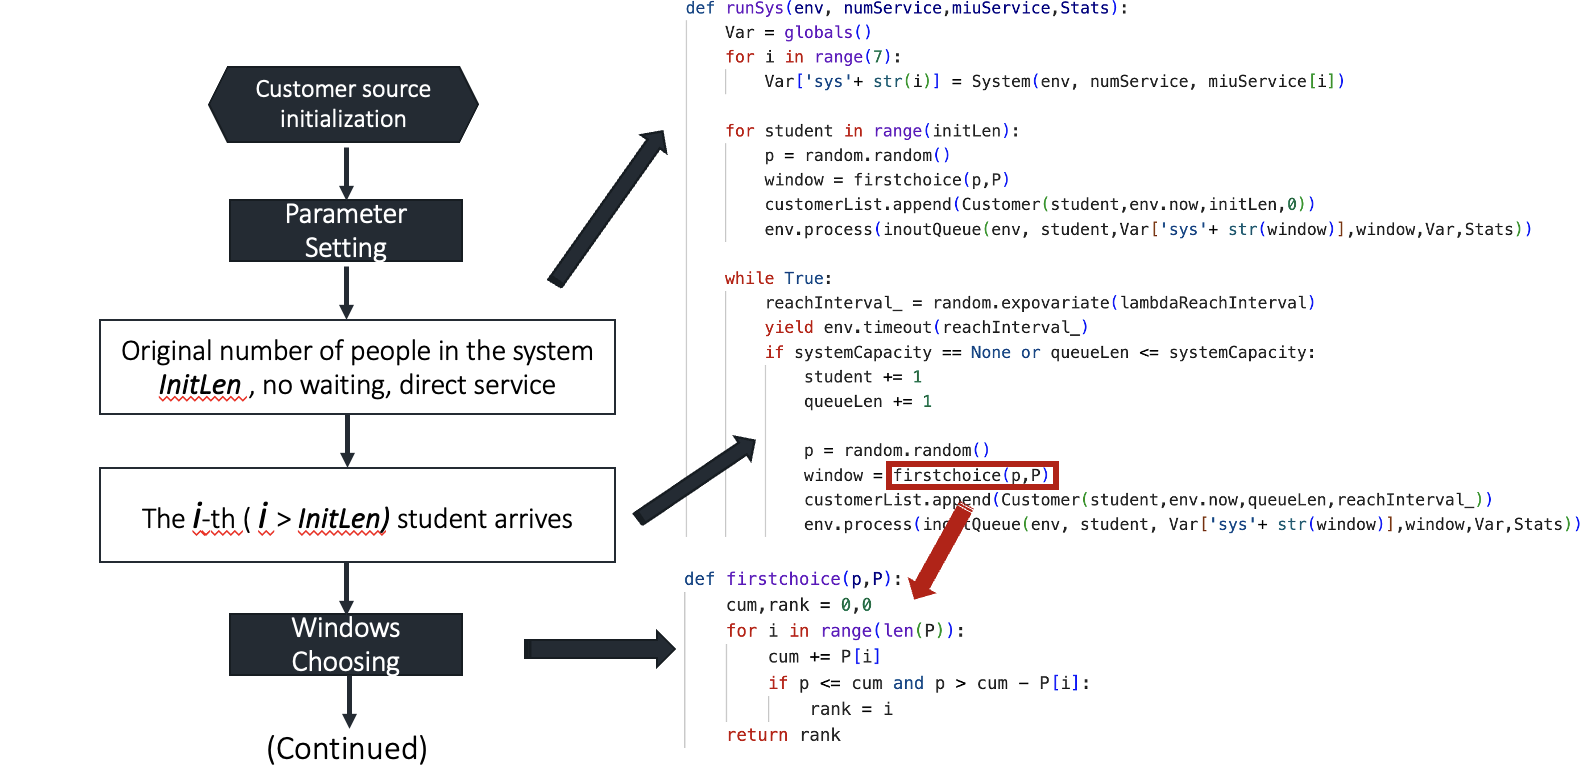 Customer source
initialization
Parameter
Setting
Original number of people in the system
InitLen , no waiting, direct service
The i-th ( i > InitLen) student arrives
Windows
Choosing
(Continued)
def runSys(env, numService,miuService,Stats):
Var = globals()
for i in range(7):
Var['sys'+ str(i)] = System(env, numService, miuService[i])
for student in range(initLen):
p = random.random()
window = firstchoice(p,P)
customerList.append(Customer(student,env.now,initLen,0))
env.process(inoutQueue(env, student,Var['sys'+ str(window)],window,Var,Stats))
while True:
reachInterval_ = random.expovariate(lambdaReachInterval)
yield env.timeout(reachInterval_)
if systemCapacity == None or queueLen <= systemCapacity:
student += 1
queueLen += 1
p = random.random()
window = firstchoice(p,P)
customerList.append(Customer(student,env.now,queueLen,reachInterval_))
env.process(inoutQueue(env, student, Var['sys'+ str(window)],window,Var,Stats))
def firstchoice(p,P):
cum,rank = 0,0
for i in range(len(P)):
cum += P[i]
if p <= cum and p > cum - P[i]:
rank = i
return rank